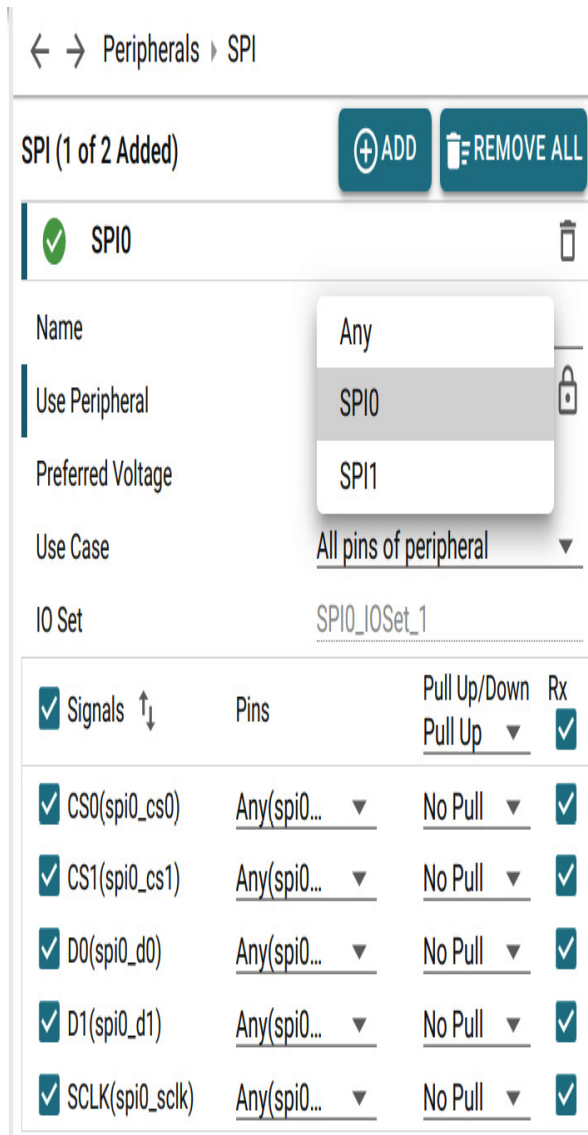 Peripherals SPI
SPI (1 of 2 Added) ADD REMOVE ALL
SPI0
Name
Any
Use Peripheral
SPI0
Preferred Voltage
SPI1
Use Case All pins of peripheral
IO Set SPI0_IOSet_1
Signals Pins Pull Up/Down Rx
Pull Up
CS0(spi0_cs0) Any(spi0... No Pull
CS1(spi0_cs1) Any(spi0... No Pull
D0(spi0_d0) Any(spi0... No Pull
D1(spi0_d1) Any(spi0... No Pull
SCLK(spi0_sclk) Any(spi0... No Pull